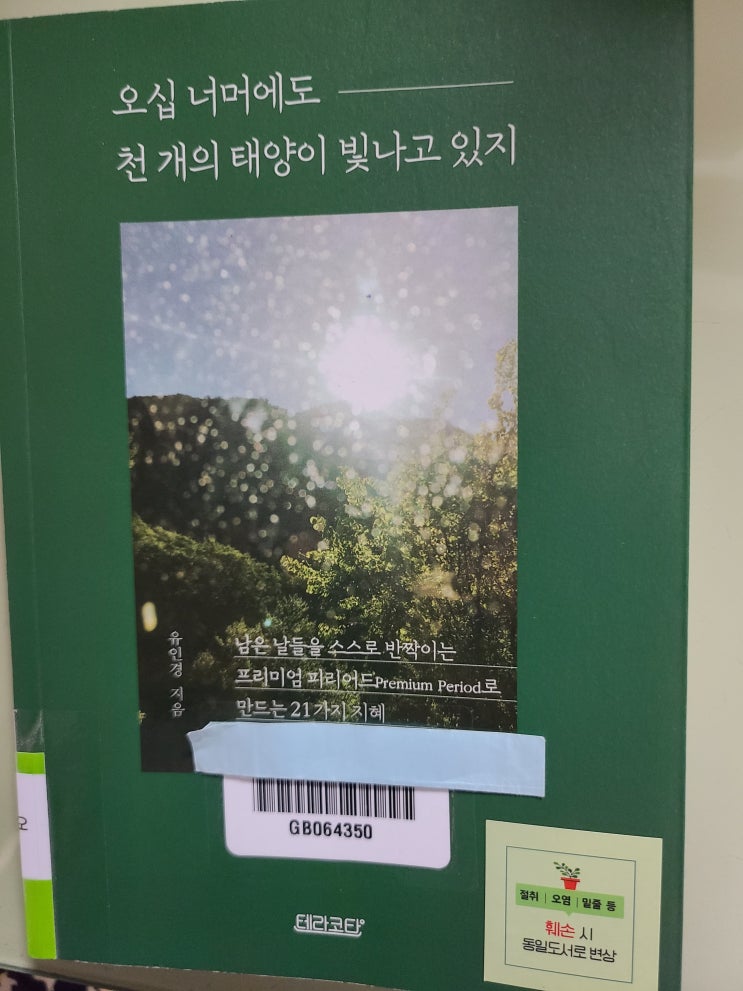 오십 너머에도
천 개의 태양이 빛나고 있지
유인경 지음
남은 날들을 스스로 반짝이는
프리미엄 피리어드Premium Period로
만드는 21가지 지혜
GB064350
오
테라코타
절취 | 오염 | 밑줄 등
훼손 시
동일도서로 변상